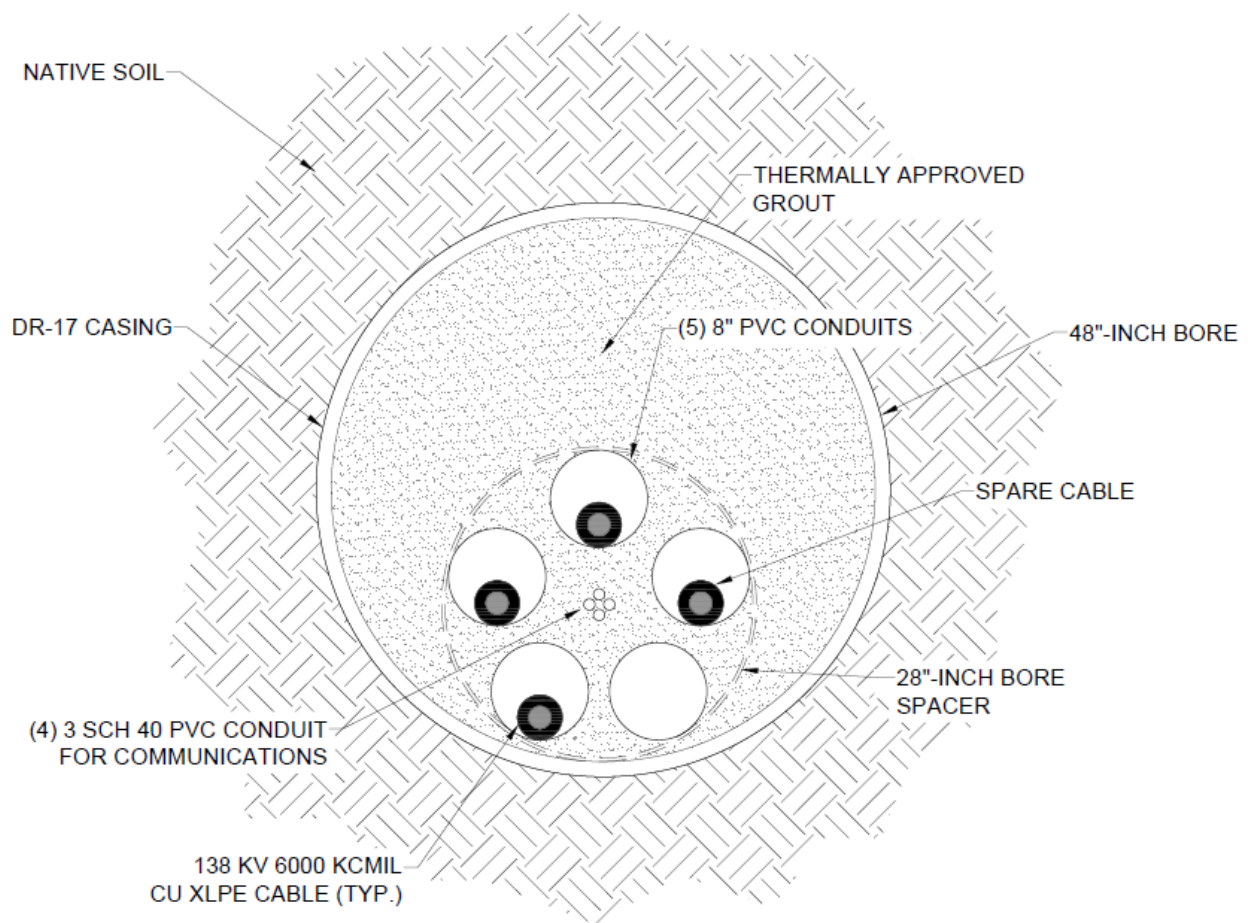 NATIVE SOIL
THERMALLY APPROVED
GROUT
DR-17 CASING
(5) 8" PVC CONDUITS
48"-INCH BORE
SPARE CABLE
28"-INCH BORE
SPACER
(4) 3 SCH 40 PVC CONDUIT
FOR COMMUNICATIONS
138 KV 6000 KCMIL
CU XLPE CABLE (TYP.)